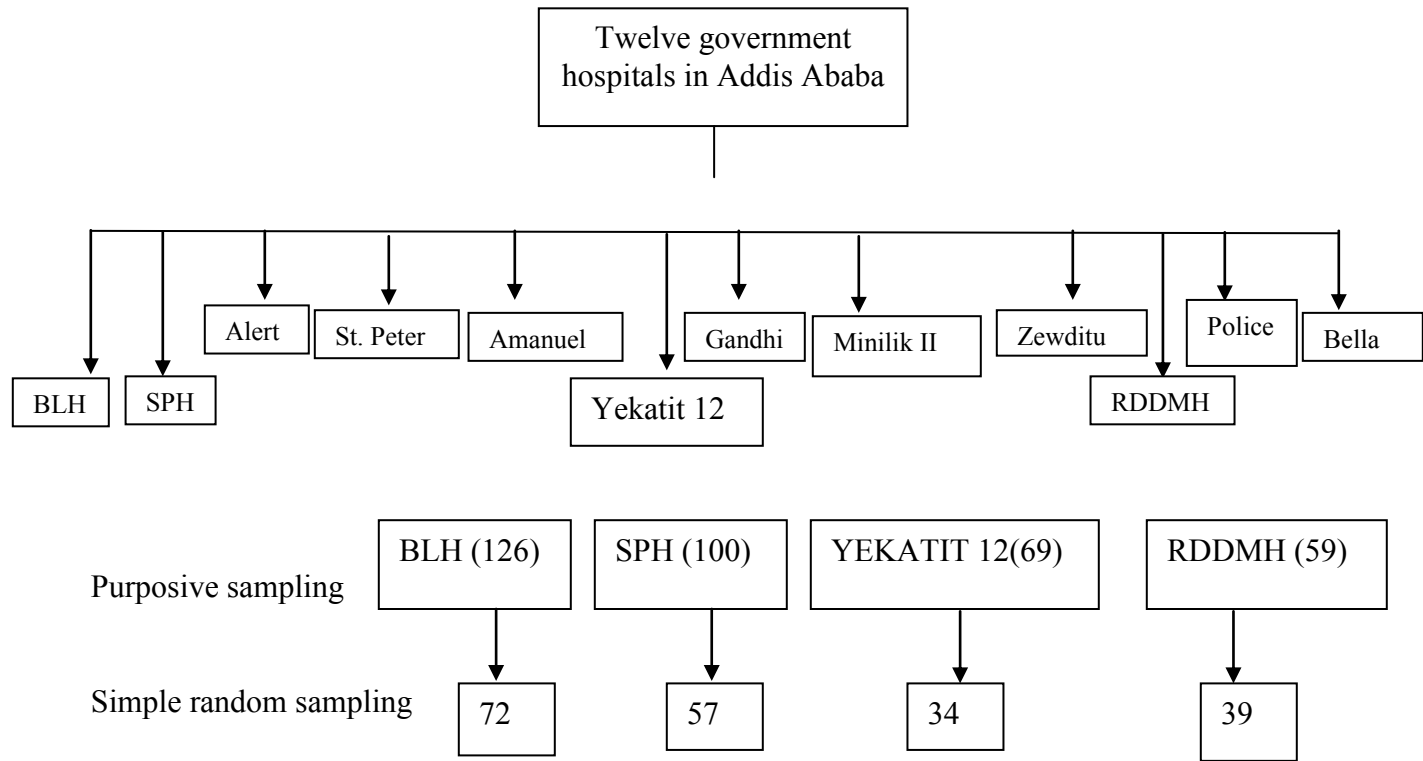 Twelve government
hospitals in Addis Ababa
Alert
St. Peter
Amanuel
Gandhi
Minilik II
Zewditu
Police
Bella
BLH
SPH
Yekatit 12
RDDMH
BLH (126)
SPH (100)
YEKATIT 12(69)
RDDMH (59)
Purposive sampling
Simple random sampling
72
57
34
39